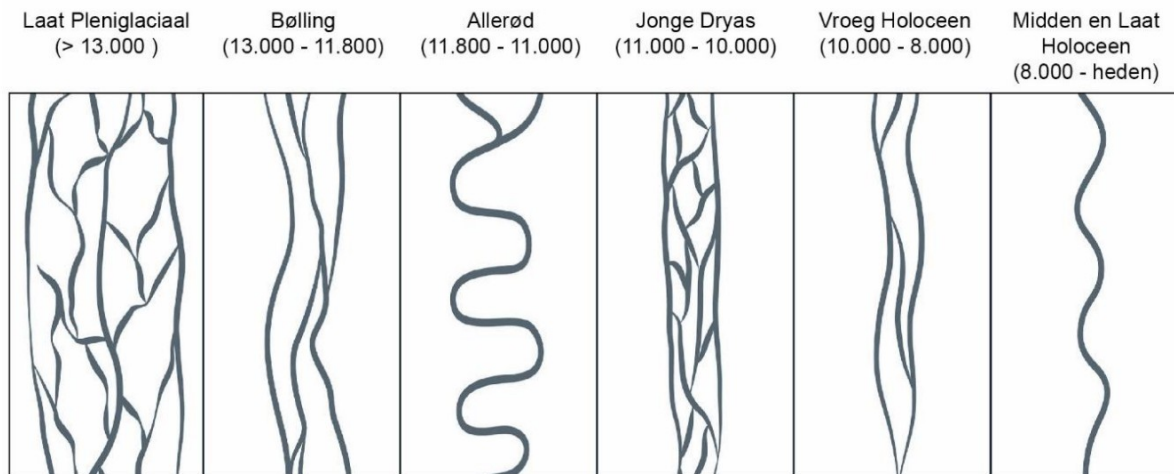 Laat Pleniglaciaal
(> 13.000 )
Bølling
(13.000 - 11.800)
Allerød
(11.800 - 11.000)
Jonge Dryas
(11.000 - 10.000)
Vroeg Holoceen
(10.000 - 8.000)
Midden en Laat
Holoceen
(8.000 - heden)